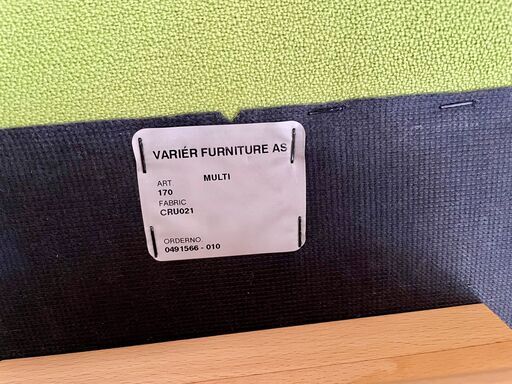 VARIÉR FURNITURE AS
MULTI
ART.
170
FABRIC
CRU021
ORDERNO.
0491566 - 010